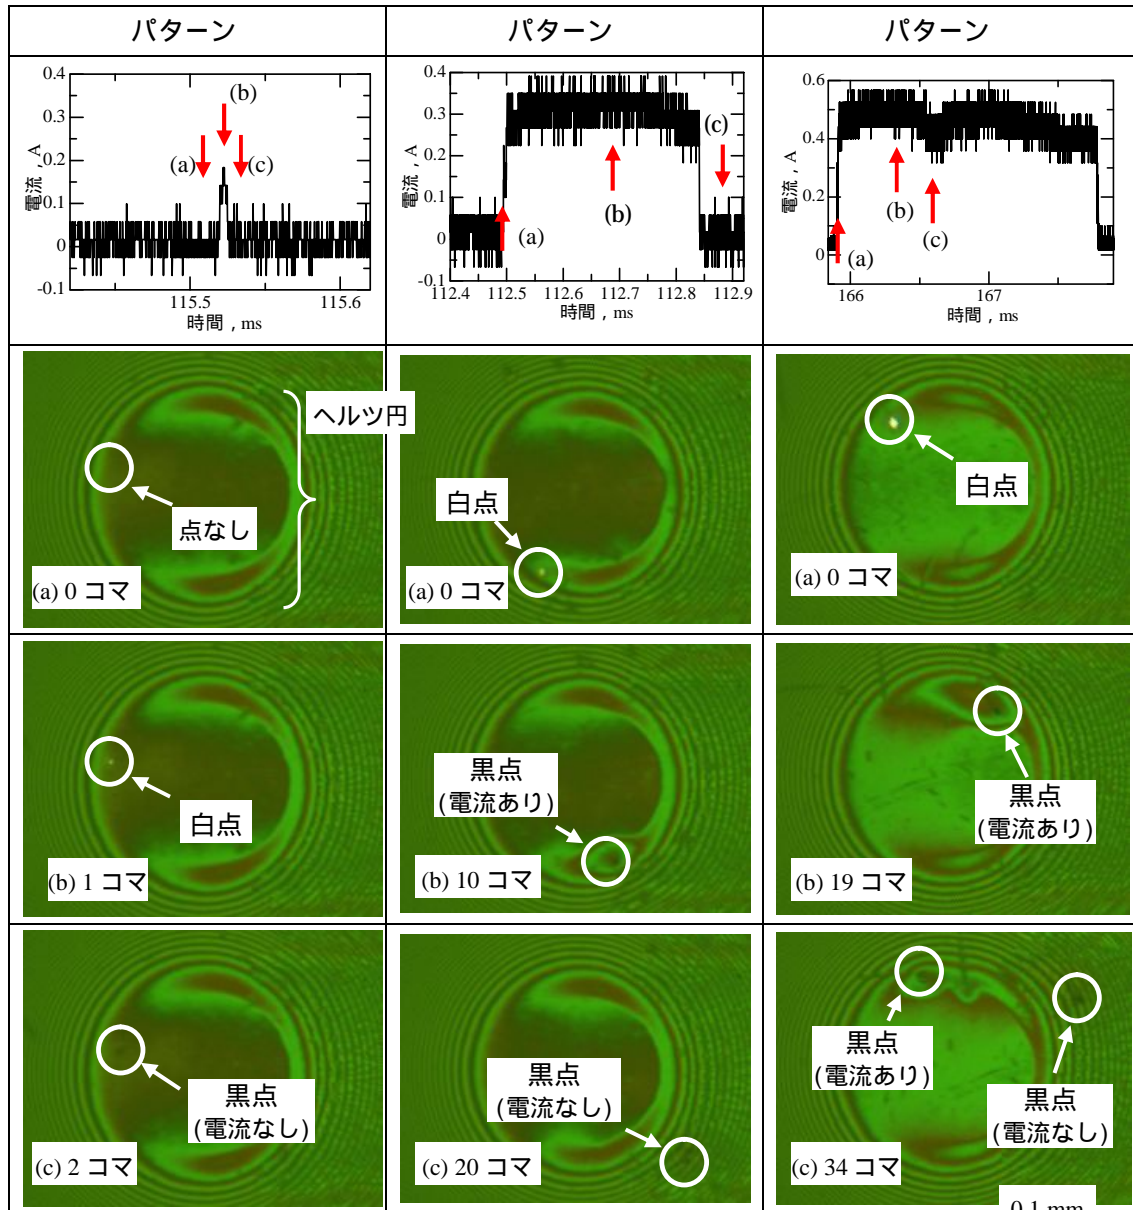 パターン
パターン
パターン
0.4
0.3
0.2
0.1
0
-0.1
電流 , A
(a)
(b)
(c)
115.5
115.6
時間 , ms
0.4
0.3
0.2
0.1
0
-0.1
電流 , A
(a)
(b)
(c)
112.4
112.5
112.6
112.7
112.8
112.9
時間 , ms
0.6
0.4
0.2
0
電流 , A
(a)
(b)
(c)
166
167
時間 , ms
ヘルツ円
点なし
(a) 0 コマ
白点
(a) 0 コマ
白点
(a) 0 コマ
白点
(b) 1 コマ
黒点
(電流あり)
(b) 10 コマ
黒点
(電流あり)
(b) 19 コマ
黒点
(電流なし)
(c) 2 コマ
黒点
(電流なし)
(c) 20 コマ
黒点
(電流あり)
黒点
(電流なし)
(c) 34 コマ
0.1 mm